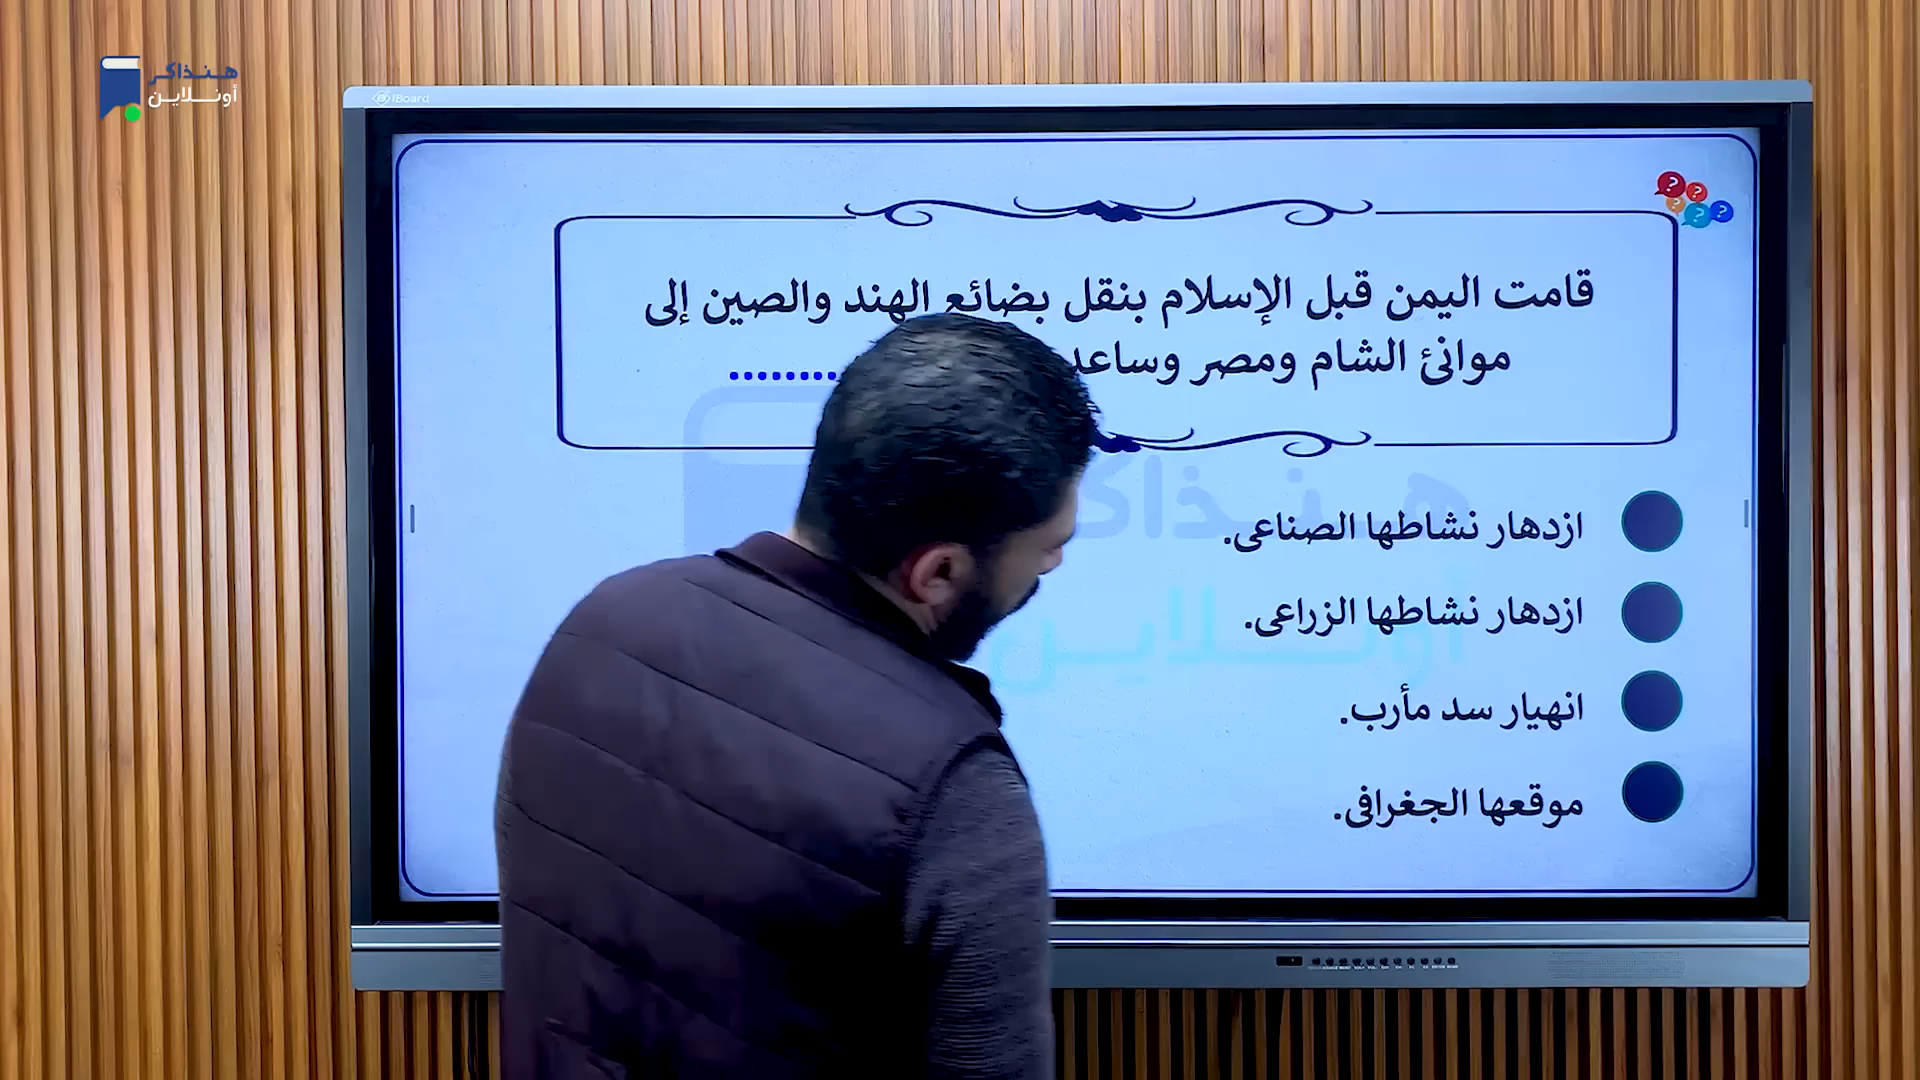 هنذاكر
أونلاين
IBoard
قامت اليمن قبل الإسلام بنقل بضائع الهند والصين إلى
موانئ الشام ومصر ........
ازدهار نشاطها الصناعى.
ازدهار نشاطها الزراعى.
انهيار سد مأرب.
موقعها الجغرافى.